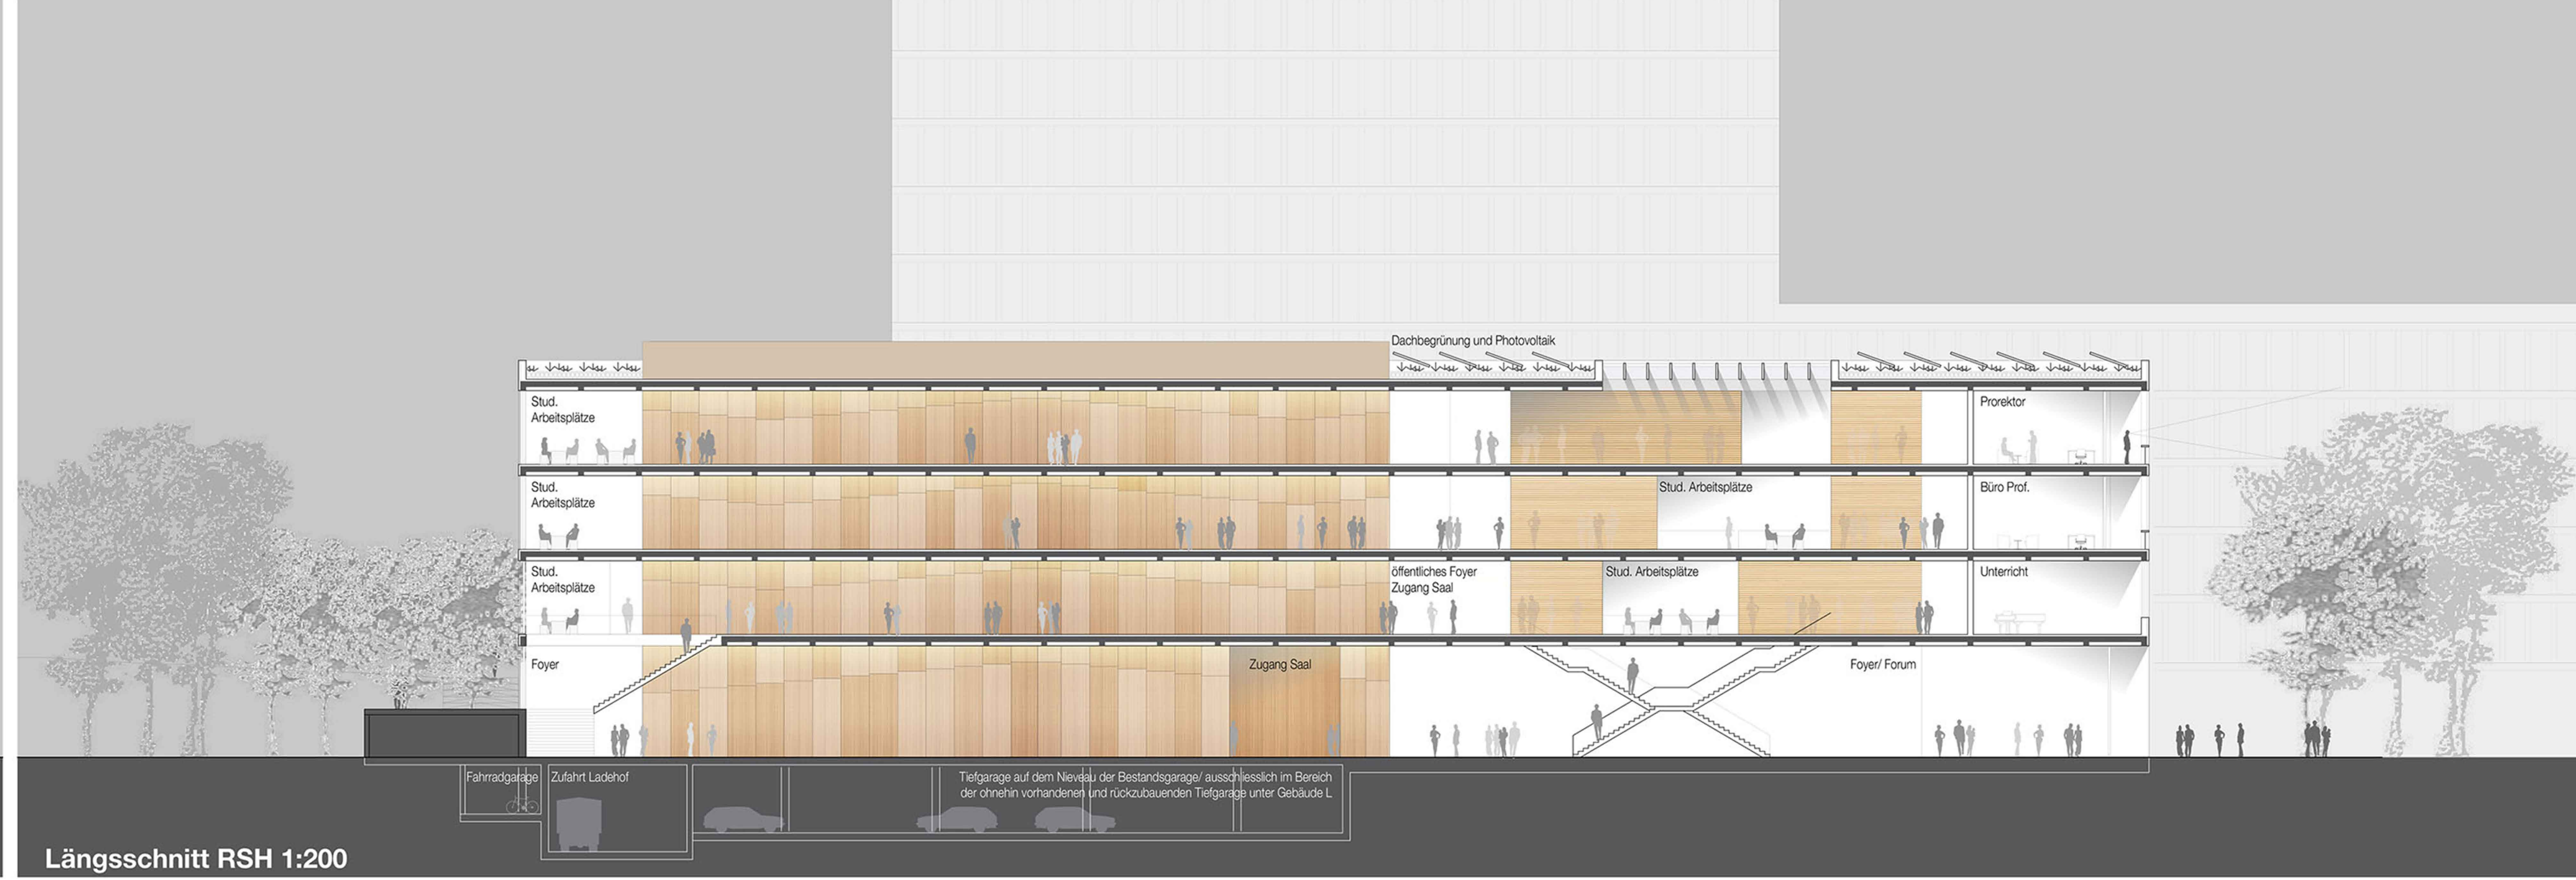 Dachbegrünung und Photovoltaik
Stud.
Arbeitsplätze
Prorektor
Stud.
Arbeitsplätze
Stud. Arbeitsplätze
Büro Prof.
Stud.
Arbeitsplätze
öffentliches Foyer
Zugang Saal
Stud. Arbeitsplätze
Unterricht
Foyer
Zugang Saal
Foyer/ Forum
Fahrradgarage
Zufahrt Ladehof
Tiefgarage auf dem Nieveau der Bestandsgarage/ ausschliesslich im Bereich
der ohnehin vorhandenen und rückzubauenden Tiefgarage unter Gebäude L
Längsschnitt RSH 1:200